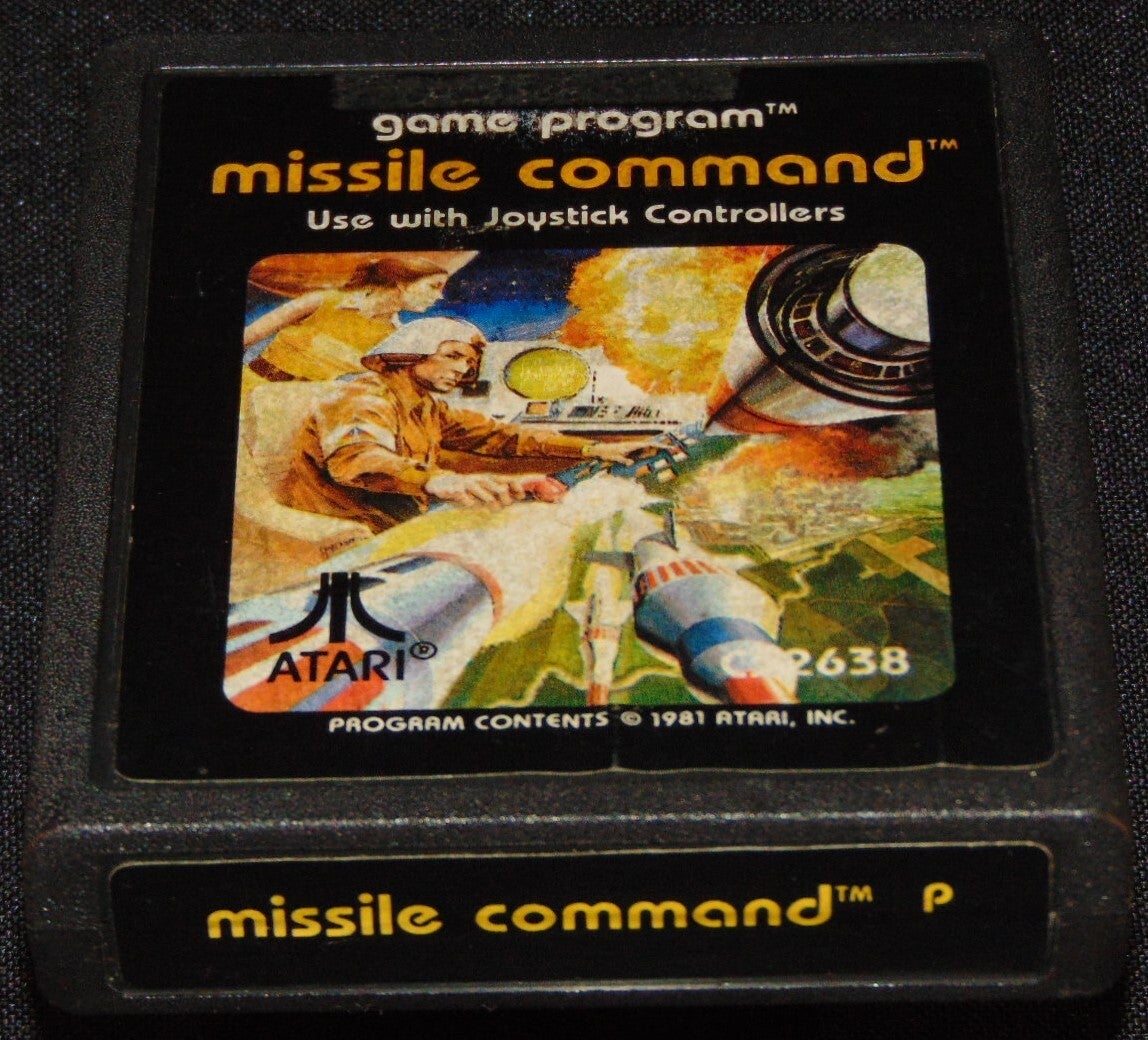 game program™
missile command™
Use with Joystick Controllers
ATARI®
2638
PROGRAM CONTENTS © 1981 ATARI, INC.
missile command™ P